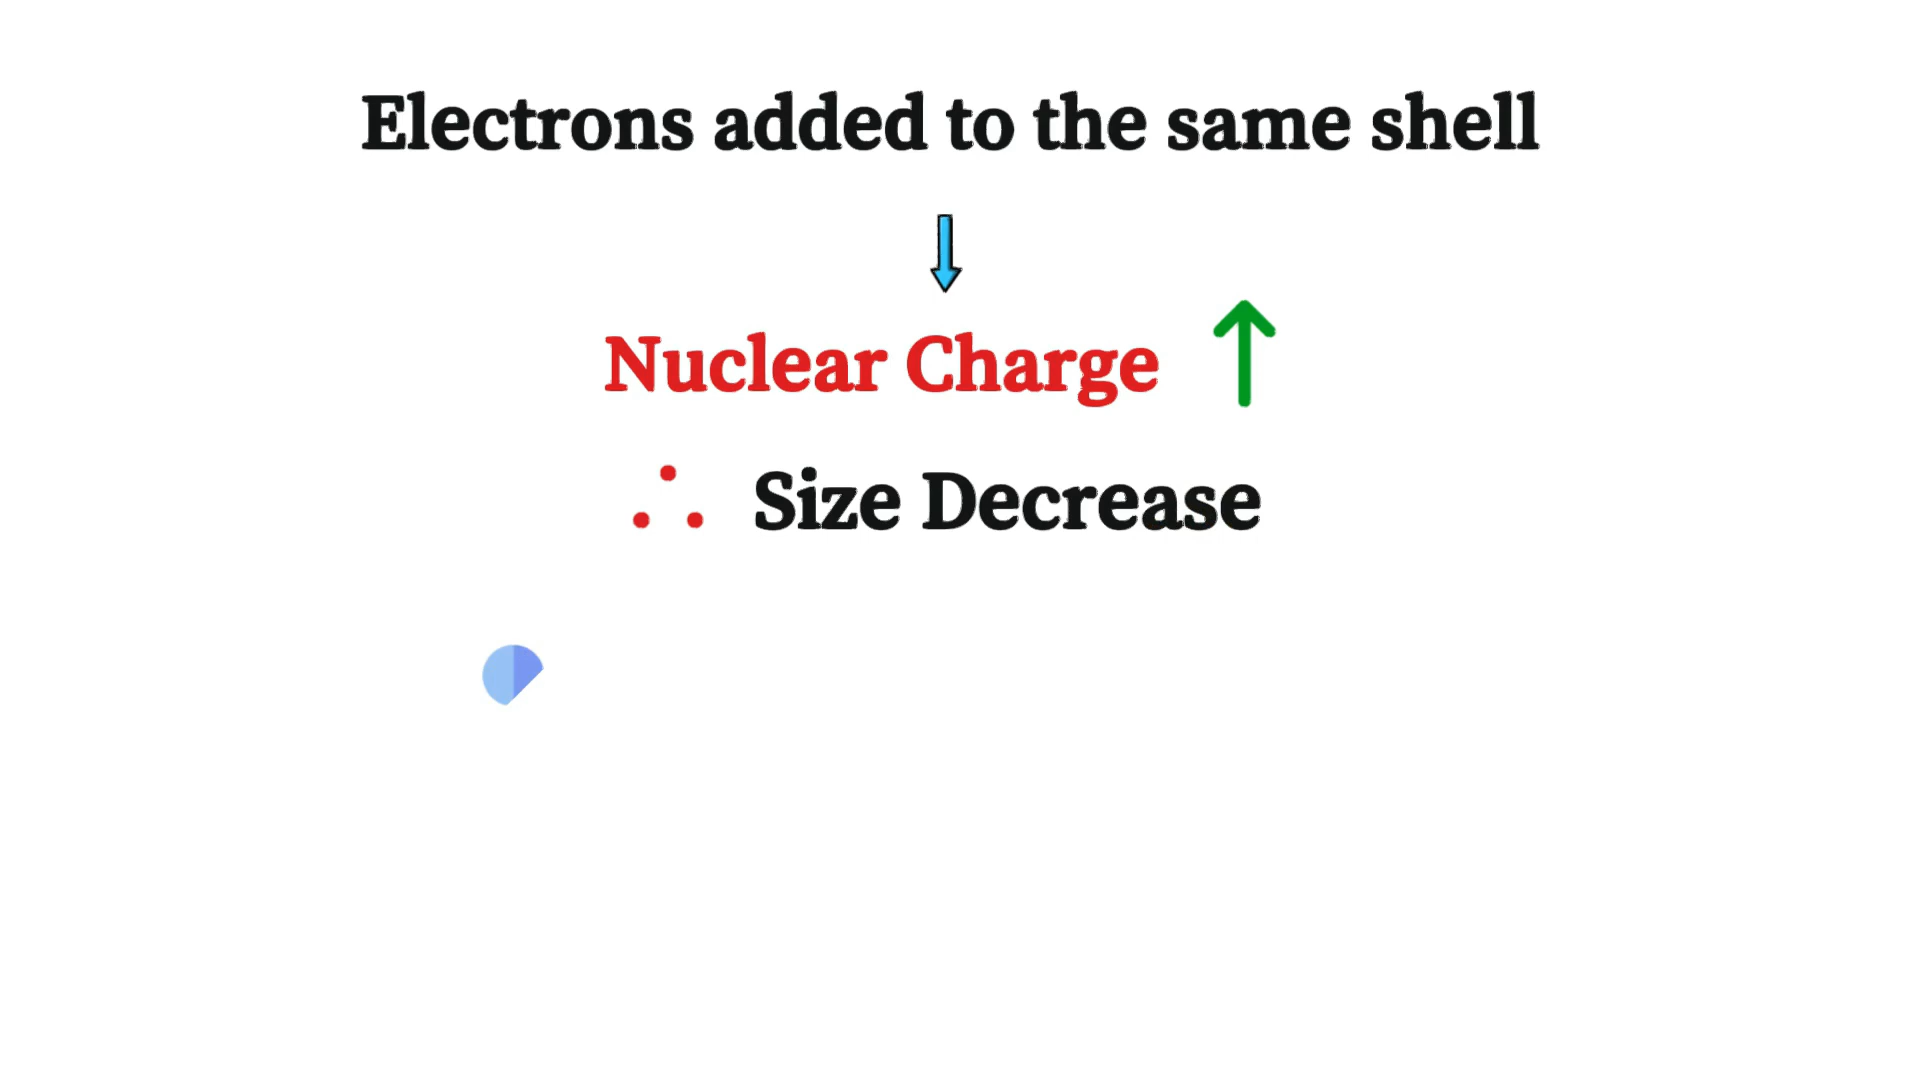 Electrons added to the same shell
Nuclear Charge ↑
∴ Size Decrease